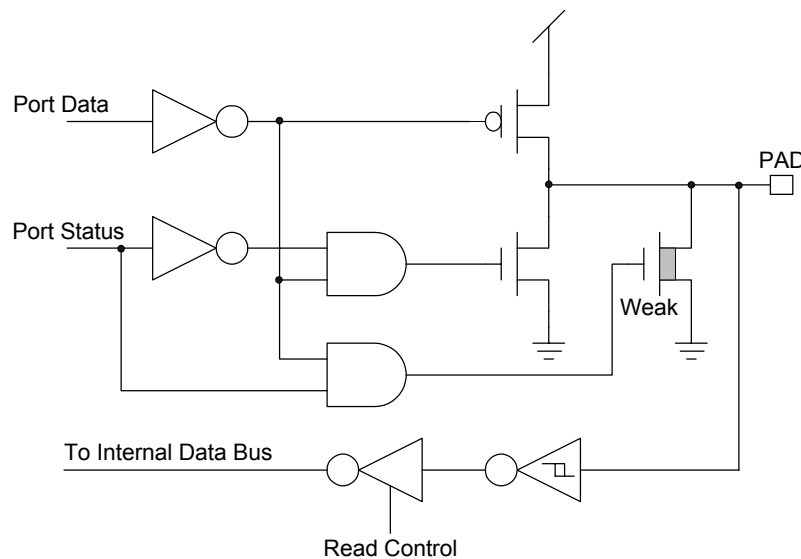 Port Data
PAD
Port Status
Weak
To Internal Data Bus
Read Control